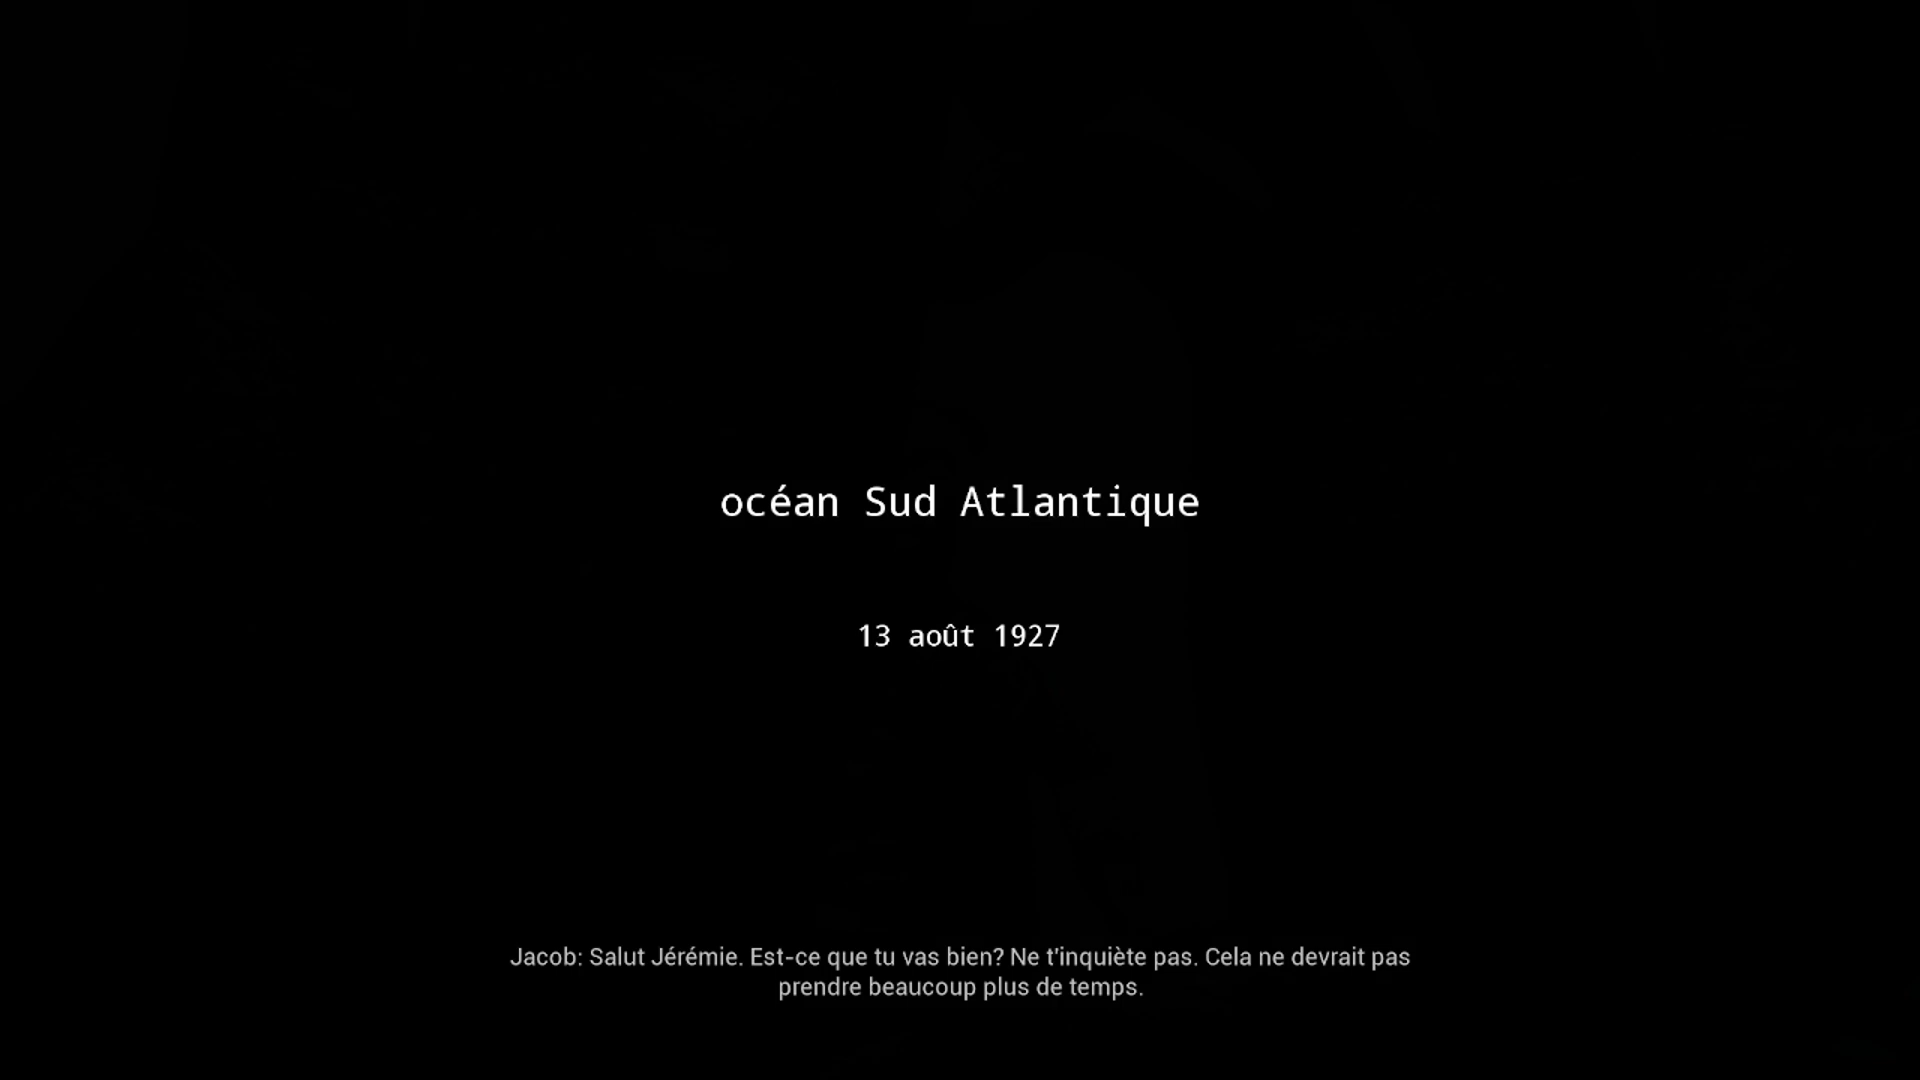 océan Sud Atlantique
13 août 1927
Jacob: Salut Jérémie. Est-ce que tu vas bien? Ne t'inquiète pas. Cela ne devrait pas
prendre beaucoup plus de temps.